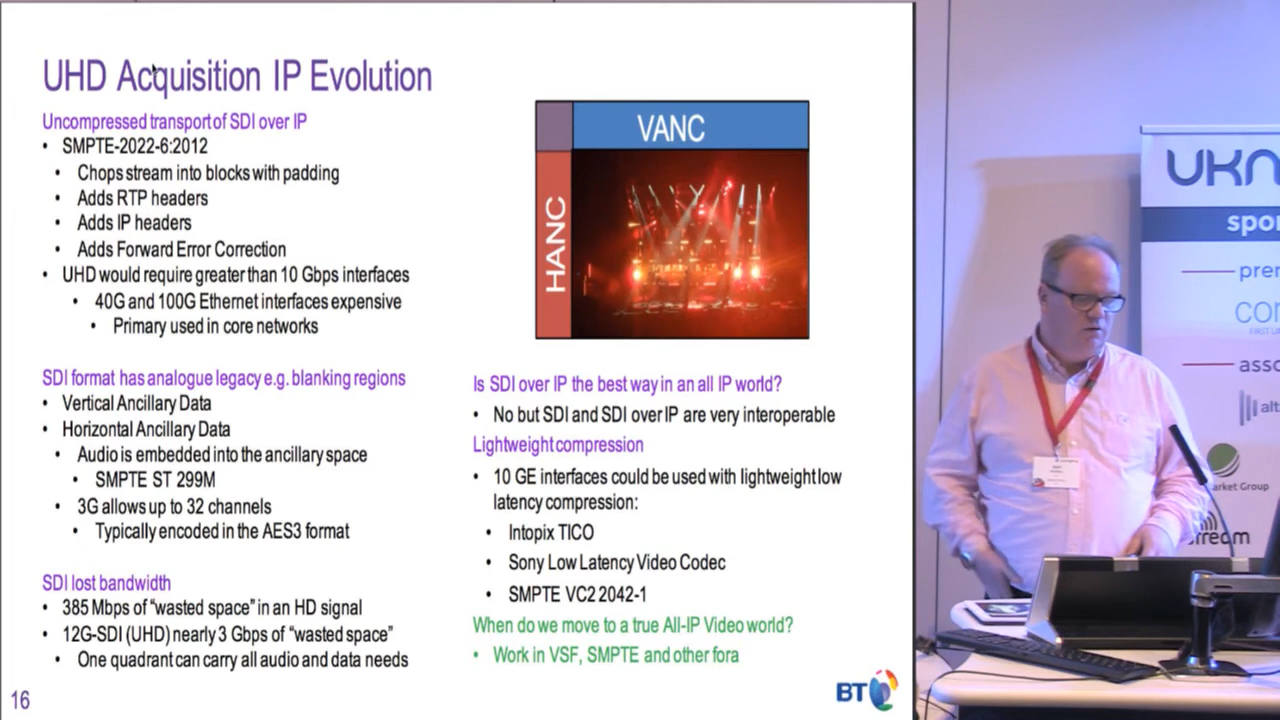 UHD Acquisition IP Evolution
Uncompressed transport of SDI over IP
• SMPTE-2022-6:2012
• Chops stream into blocks with padding
• Adds RTP headers
• Adds IP headers
• Adds Forward Error Correction
• UHD would require greater than 10 Gbps interfaces
• 40G and 100G Ethernet interfaces expensive
• Primary used in core networks
SDI format has analogue legacy e.g. blanking regions
• Vertical Ancillary Data
• Horizontal Ancillary Data
• Audio is embedded into the ancillary space
• SMPTE ST 299M
• 3G allows up to 32 channels
• Typically encoded in the AES3 format
SDI lost bandwidth
• 385 Mbps of “wasted space” in an HD signal
• 12G-SDI (UHD) nearly 3 Gbps of “wasted space”
• One quadrant can carry all audio and data needs
16
VANC
HANC
Is SDI over IP the best way in an all IP world?
• No but SDI and SDI over IP are very interoperable
Lightweight compression
• 10 GE interfaces could be used with lightweight low
latency compression:
• Intopix TICO
• Sony Low Latency Video Codec
• SMPTE VC2 2042-1
When do we move to a true All-IP Video world?
• Work in VSF, SMPTE and other fora
BT
UKN
spo
prem
CO
asso
alt
arket Group
tream